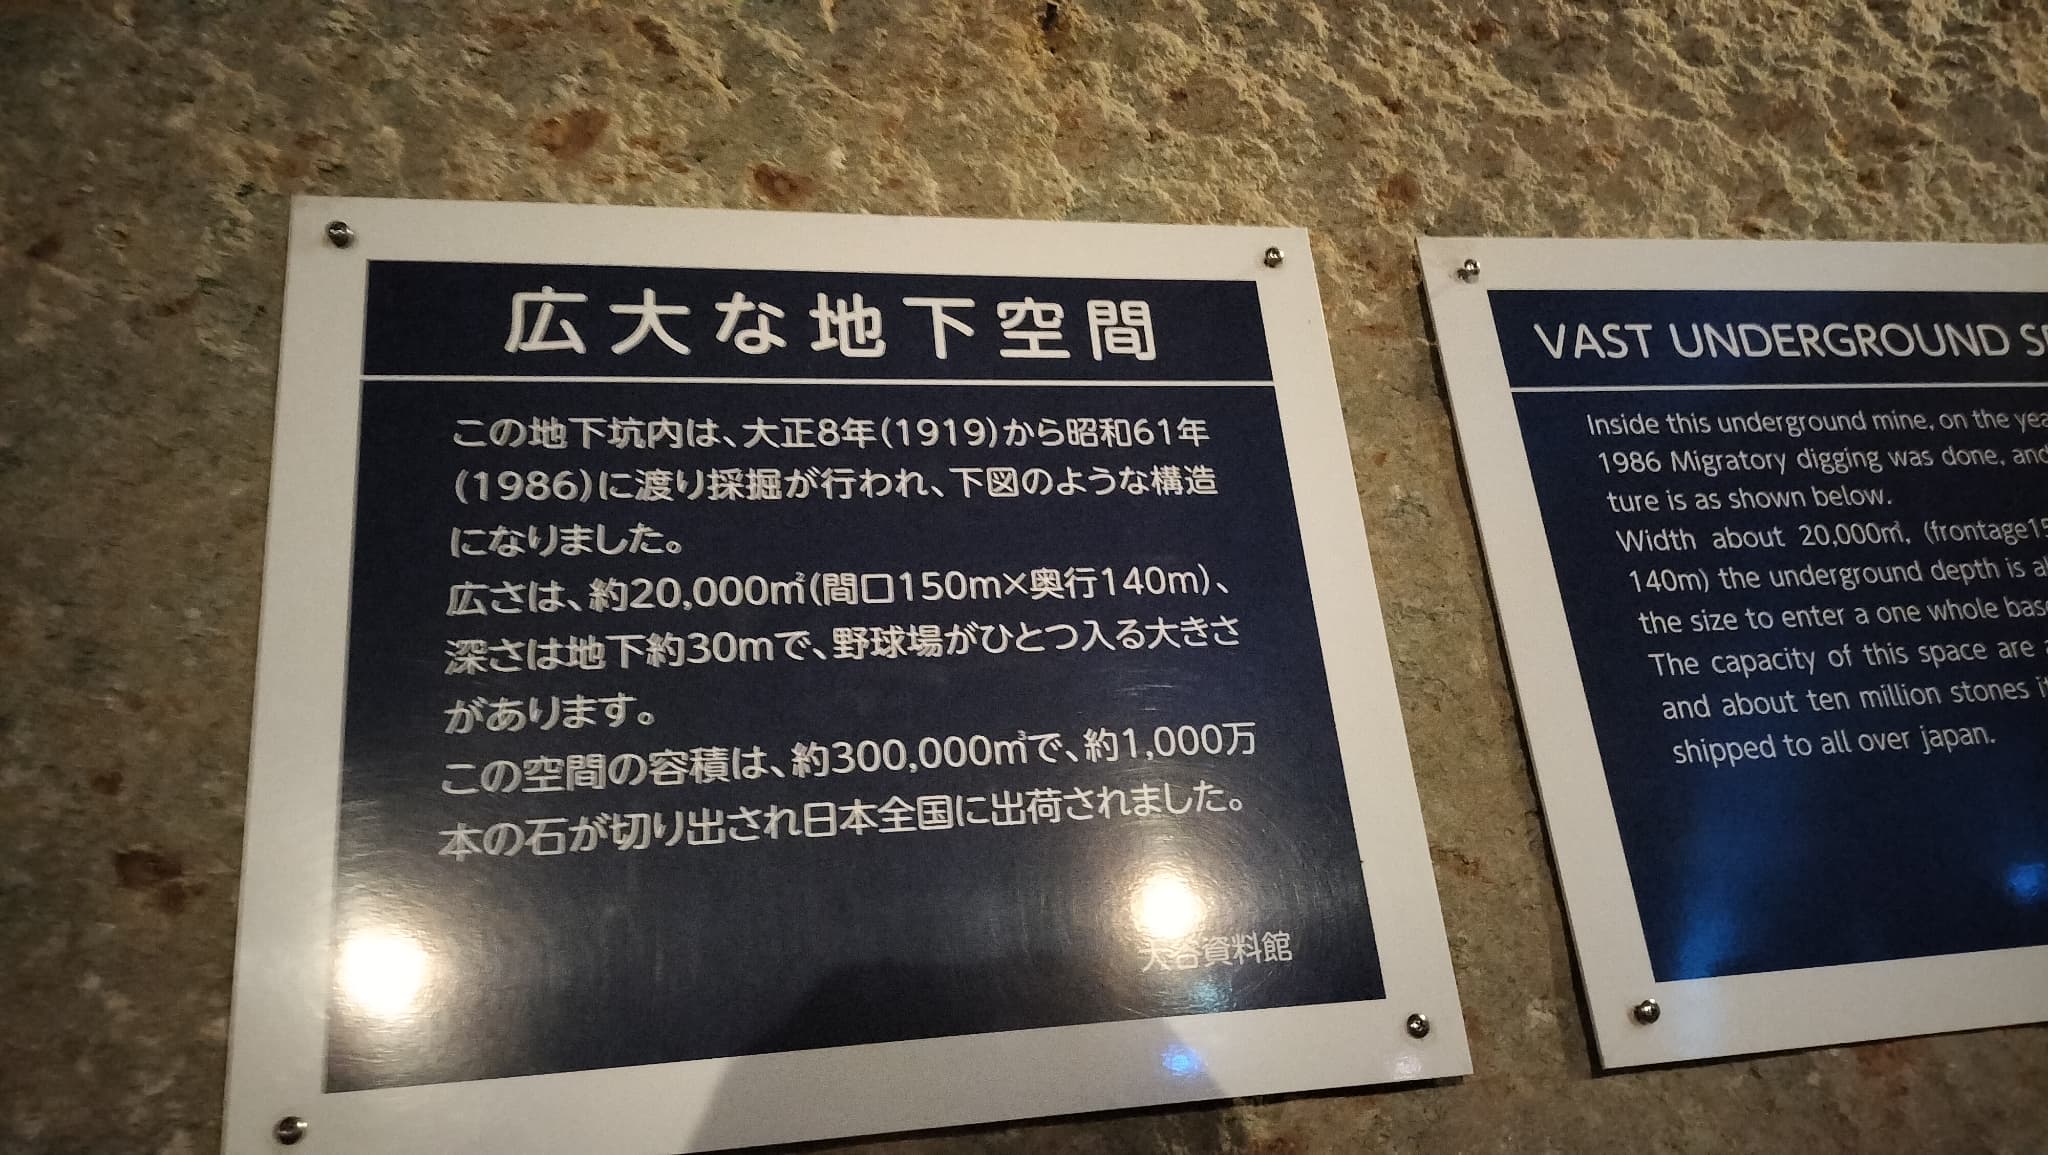 広大な地下空間
この地下坑内は、大正8年(1919)から昭和61年
(1986)に渡り採掘が行われ、下図のような構造
になりました。
広さは、約20,000㎡(間口150m×奥行140m)、
深さは地下約30mで、野球場がひとつ入る大きさ
があります。
この空間の容積は、約300,000㎥で、約1,000万
本の石が切り出され日本全国に出荷されました。
大谷資料館
VAST UNDERGROUND
Inside this underground mine, on the
1986 Migratory digging was done, and
ture is as shown below.
Width about 20,000㎡, (frontage
140m) the underground depth is
the size to enter a one whole
The capacity of this space are
and about ten million stones
shipped to all over japan.